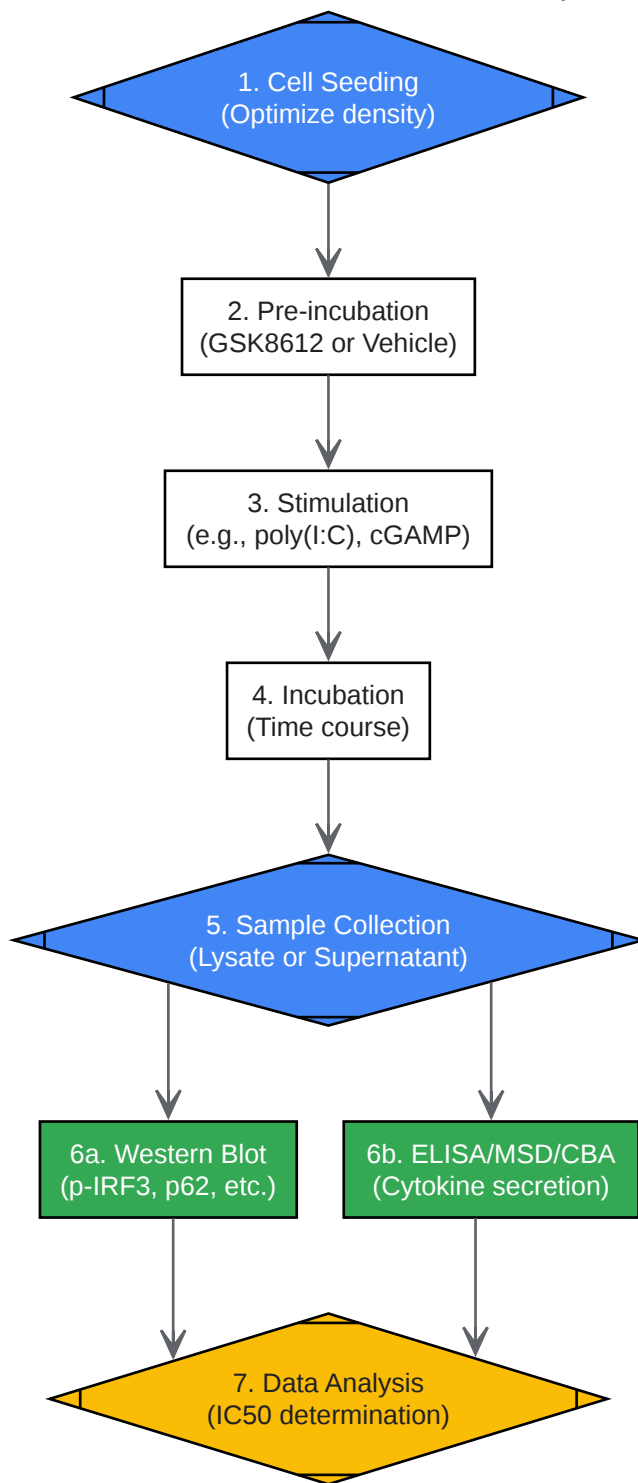 1. Cell Seeding
(Optimize density)
2. Pre-incubation
(GSK8612 or Vehicle)
3. Stimulation
(e.g., poly(I:C), cGAMP)
4. Incubation
(Time course)
5. Sample Collection
(Lysate or Supernatant)
6a. Western Blot
(p-IRF3, p62, etc.)
6b. ELISA/MSD/CBA
(Cytokine secretion)
7. Data Analysis
(IC50 determination)